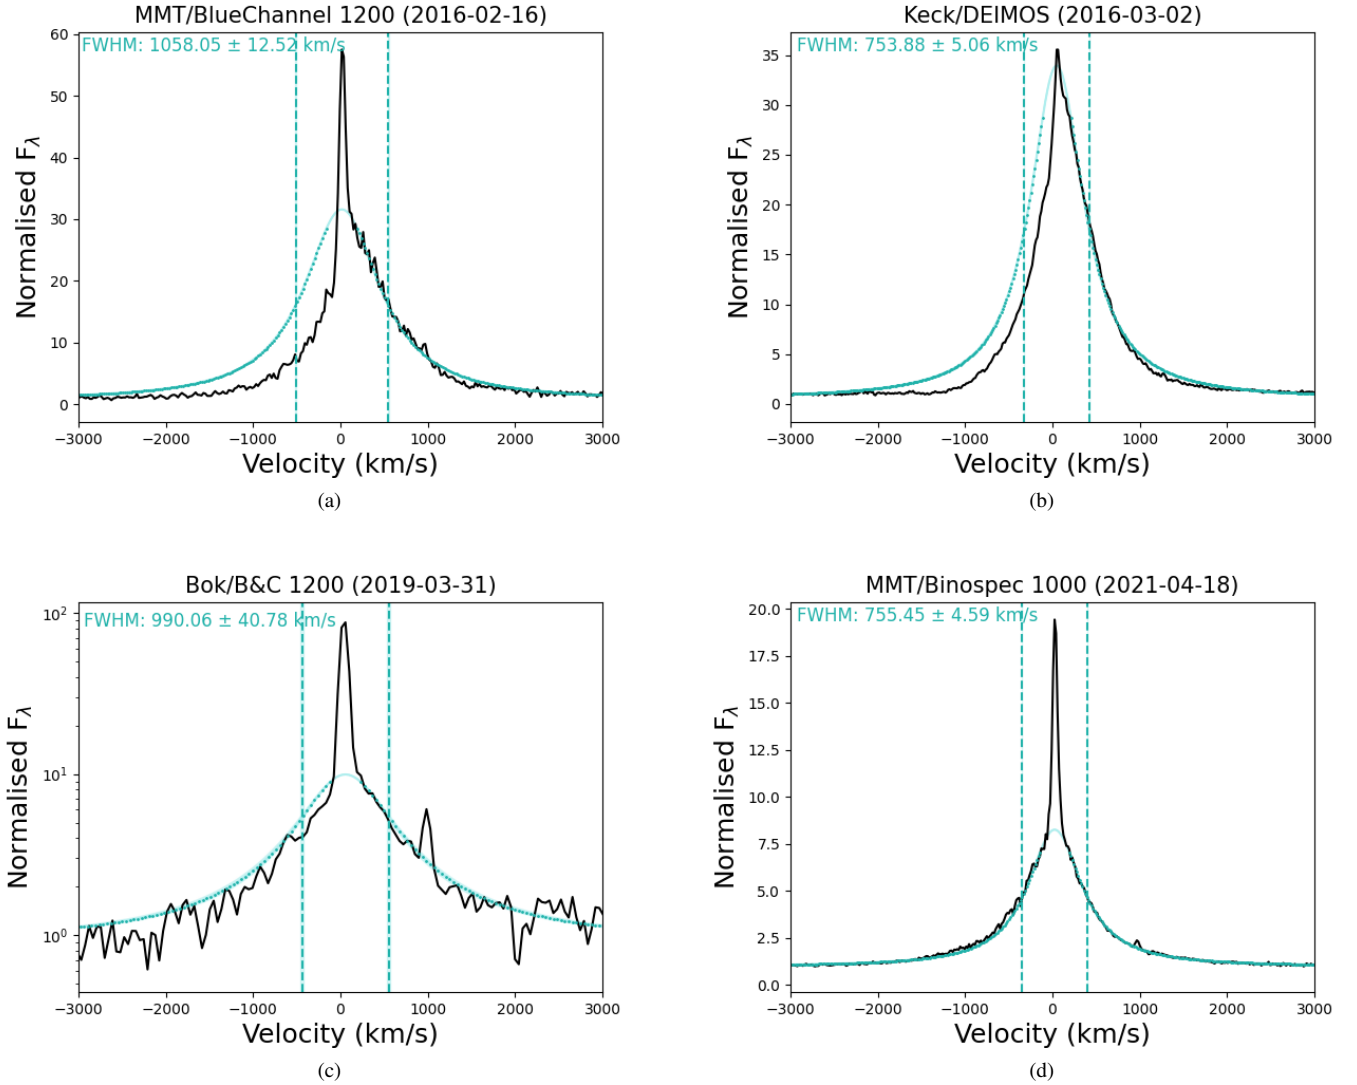 MMT/BlueChannel 1200 (2016-02-16)
FWHM: 1058.05 ± 12.52 km/s
Normalised Fλ
60
50
40
30
20
10
0
−3000 −2000 −1000 0 1000 2000 3000
Velocity (km/s)
(a)
Keck/DEIMOS (2016-03-02)
FWHM: 753.88 ± 5.06 km/s
Normalised Fλ
35
30
25
20
15
10
5
0
−3000 −2000 −1000 0 1000 2000 3000
Velocity (km/s)
(b)
Bok/B&C 1200 (2019-03-31)
FWHM: 990.06 ± 40.78 km/s
Normalised Fλ
10²
10¹
10⁰
−3000 −2000 −1000 0 1000 2000 3000
Velocity (km/s)
(c)
MMT/Binospec 1000 (2021-04-18)
FWHM: 755.45 ± 4.59 km/s
Normalised Fλ
20.0
17.5
15.0
12.5
10.0
7.5
5.0
2.5
0.0
−3000 −2000 −1000 0 1000 2000 3000
Velocity (km/s)
(d)